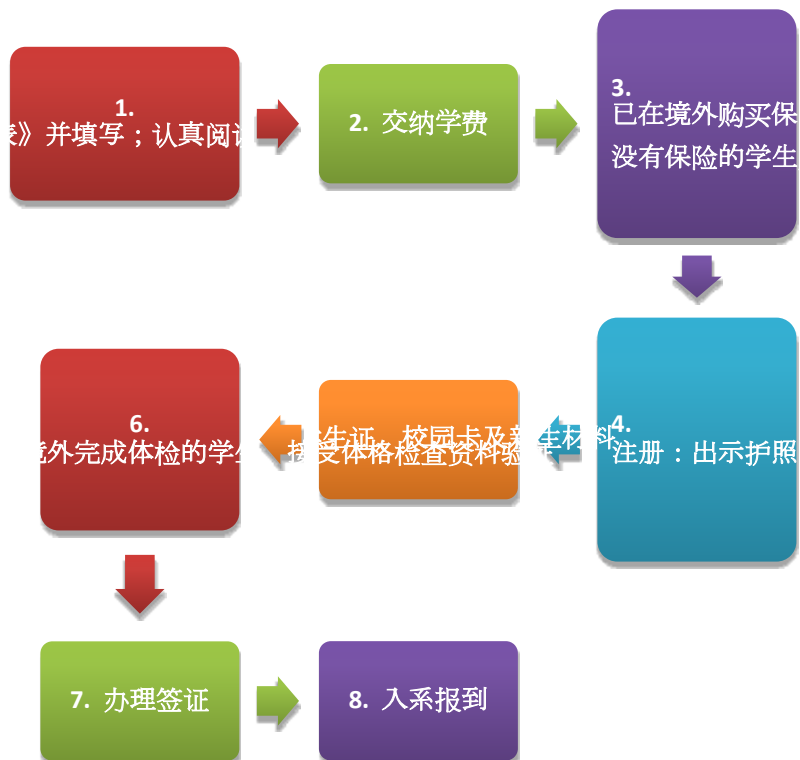 1.
表》并填写；认真阅读
2. 交纳学费
3.
已在境外购买保
没有保险的学生
4.
注册：出示护照
生证、校园卡及新生材料
6.
境外完成体检的学生 接受体格检查资料验证
7. 办理签证
8. 入系报到